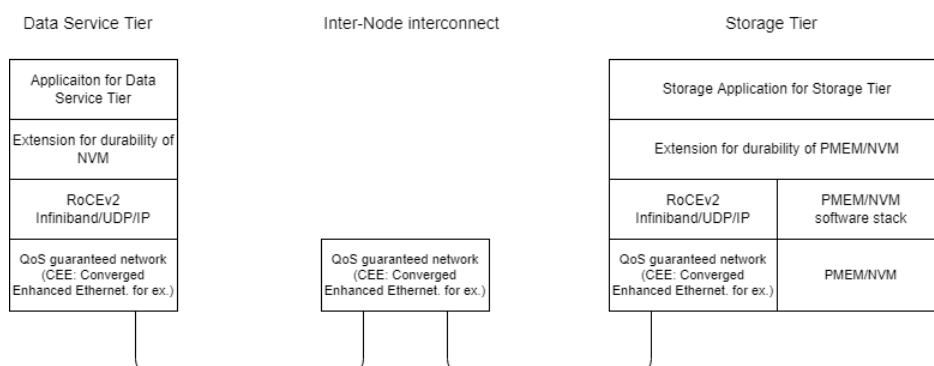 Data Service Tier
Inter-Node interconnect
Storage Tier
Applicaiton for Data
Service Tier
Extension for durability of
NVM
RoCEv2
Infiniband/UDP/IP
QoS guaranteed network
(CEE: Converged
Enhanced Ethernet. for ex.)
QoS guaranteed network
(CEE: Converged
Enhanced Ethernet. for ex.)
Storage Application for Storage Tier
Extension for durability of PMEM/NVM
RoCEv2
Infiniband/UDP/IP
PMEM/NVM
software stack
QoS guaranteed network
(CEE: Converged
Enhanced Ethernet. for ex.)
PMEM/NVM